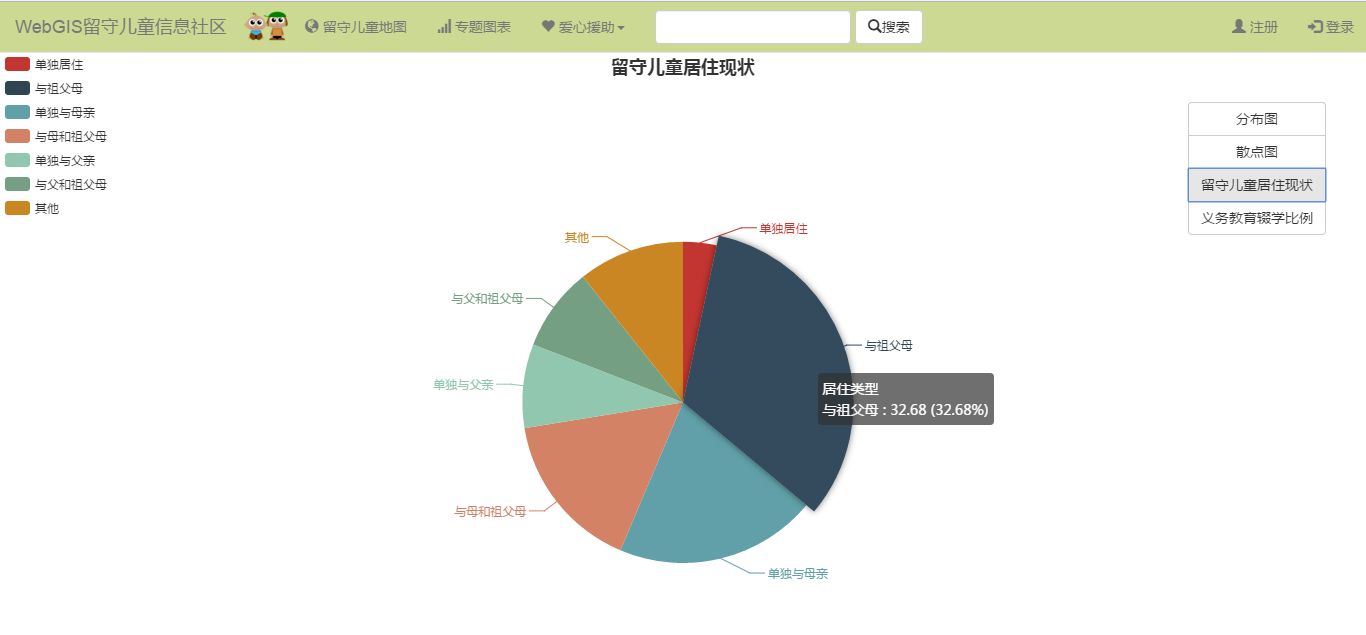 WebGIS留守儿童信息社区 留守儿童地图 专题图表 爱心援助 搜索 注册 登录
留守儿童居住现状
单独居住
与祖父母
单独与母亲
与母和祖父母
单独与父亲
与父和祖父母
其他
分布图
散点图
留守儿童居住现状
义务教育辍学比例
单独居住
其他
与父和祖父母
与祖父母
单独与父亲
居住类型
与祖父母 : 32.68 (32.68%)
与母和祖父母
单独与母亲